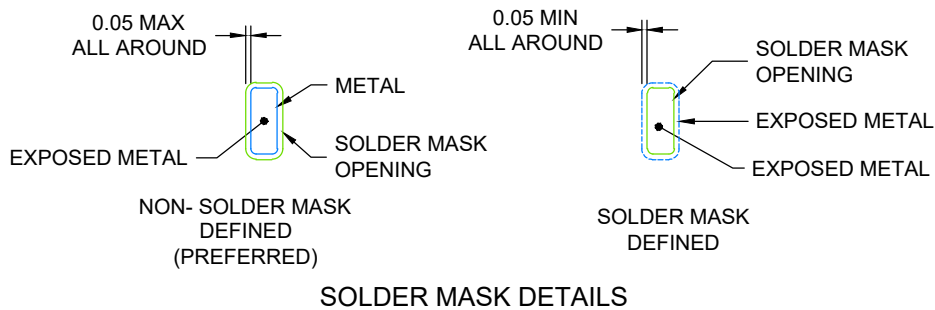 0.05 MAX
ALL AROUND
METAL
EXPOSED METAL
SOLDER MASK
OPENING
NON- SOLDER MASK
DEFINED
(PREFERRED)
0.05 MIN
ALL AROUND
SOLDER MASK
OPENING
EXPOSED METAL
EXPOSED METAL
SOLDER MASK
DEFINED
SOLDER MASK DETAILS